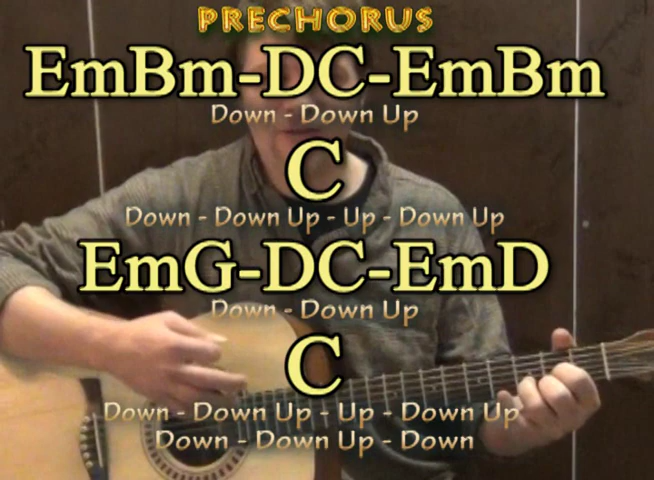 PRECHORUS
EmBm-DC-EmBm
Down - Down Up
C
Down - Down Up - Up - Down Up
EmG-DC-EmD
Down - Down Up
C
Down - Down Up - Up - Down Up
Down - Down Up - Down